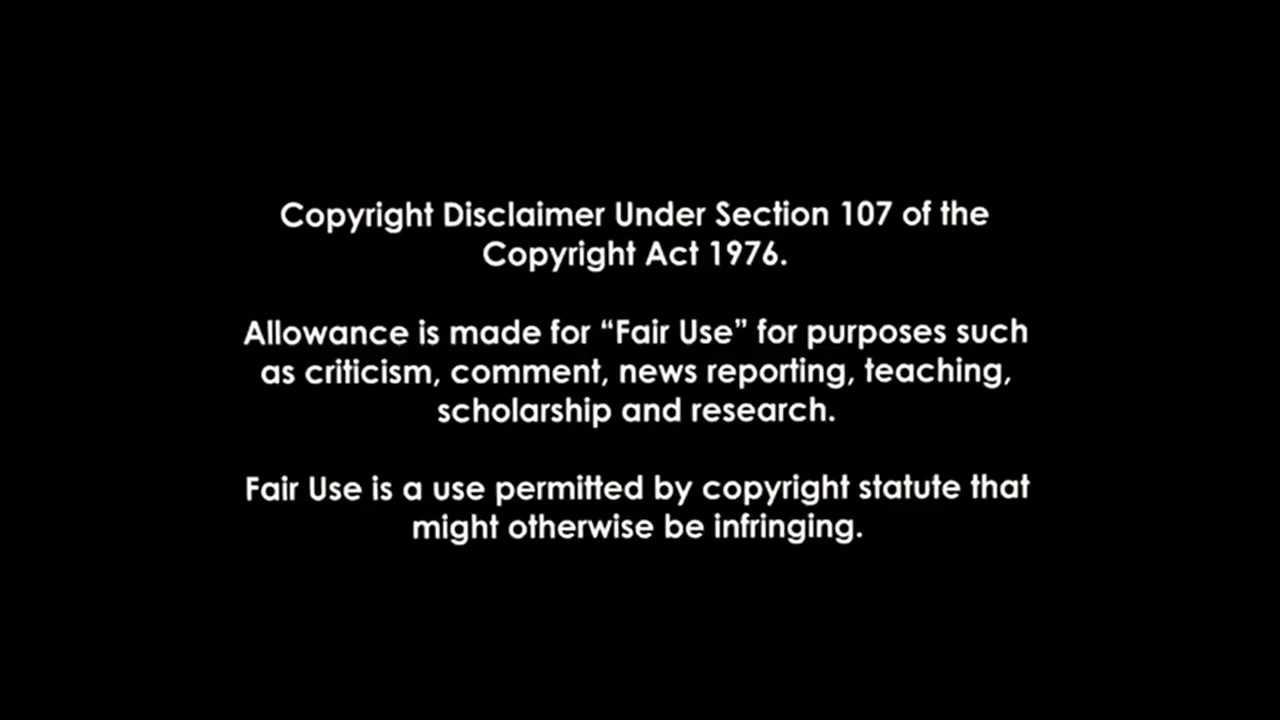 Copyright Disclaimer Under Section 107 of the
Copyright Act 1976.
Allowance is made for “Fair Use” for purposes such
as criticism, comment, news reporting, teaching,
scholarship and research.
Fair Use is a use permitted by copyright statute that
might otherwise be infringing.